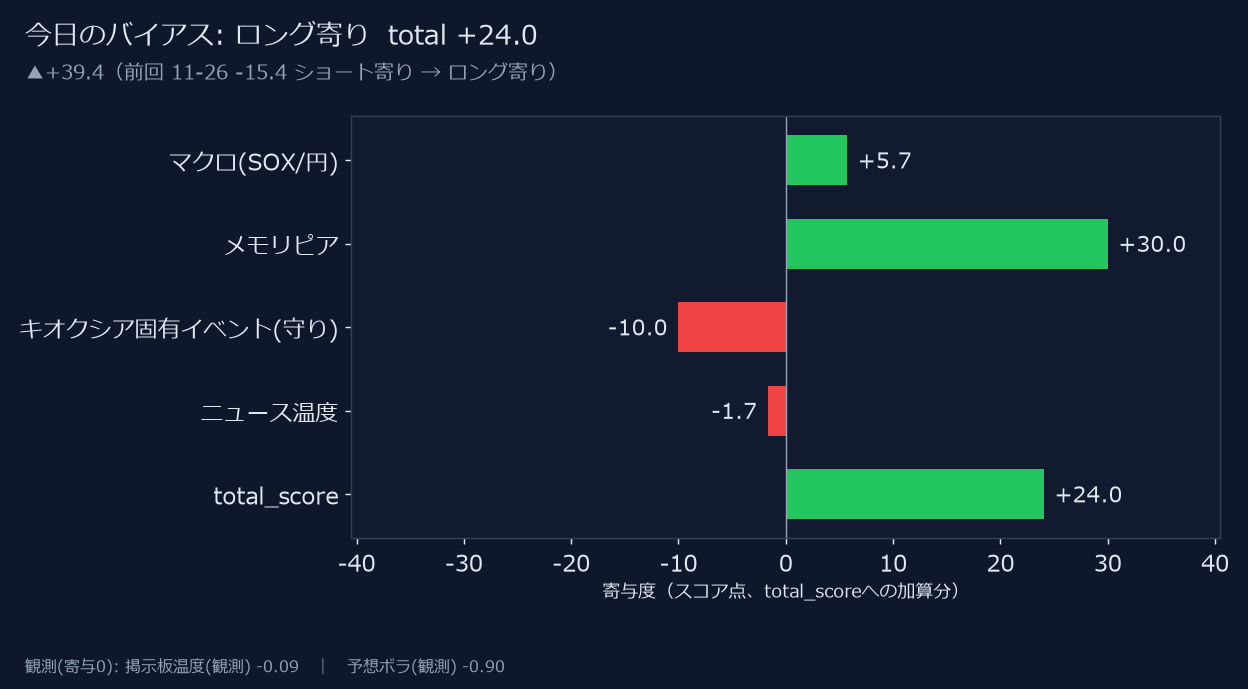 今日のバイアス: ロング寄り  total +24.0
▲+39.4（前回 11-26 -15.4 ショート寄り → ロング寄り）
マクロ(SOX/円)
+5.7
メモリピア
+30.0
キオクシア固有イベント(守り)
-10.0
ニュース温度
-1.7
total_score
+24.0
-40 -30 -20 -10 0 10 20 30 40
寄与度（スコア点、total_scoreへの加算分）
観測(寄与0): 掲示板温度(観測) -0.09 | 予想ボラ(観測) -0.90